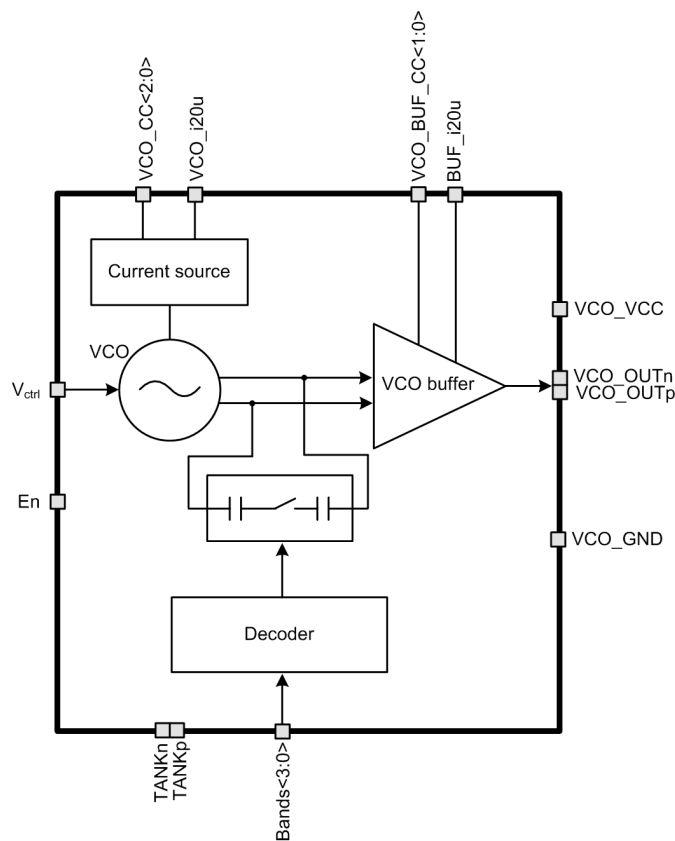 VCO_CC<2:0>
VCO_i20u
VCO_BUF_CC<1:0>
BUF_i20u
Current source
VCO
VCO_VCC
VCO buffer
VCO_OUTn
VCO_OUTp
Vctrl
En
VCO_GND
Decoder
TANKn
TANKp
Bands<3:0>